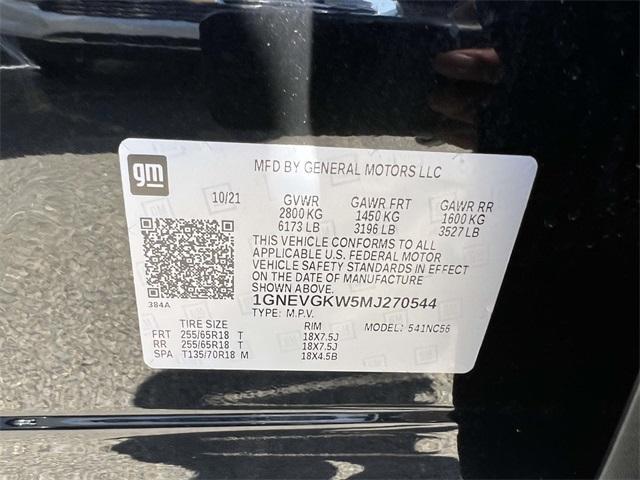 gm
MFD BY GENERAL MOTORS LLC
10/21 GVWR GAWR FRT GAWR RR
2800 KG 1450 KG 1600 KG
6173 LB 3196 LB 3527 LB
THIS VEHICLE CONFORMS TO ALL
APPLICABLE U.S. FEDERAL MOTOR
VEHICLE SAFETY STANDARDS IN EFFECT
ON THE DATE OF MANUFACTURE
SHOWN ABOVE.
384A
1GNEVGKW5MJ270544
TYPE: M.P.V. MODEL: 541NC56
TIRE SIZE RIM
FRT 255/65R18 T 18X7.5J
RR 255/65R18 T 18X7.5J
SPA T135/70R18 M 18X4.5B